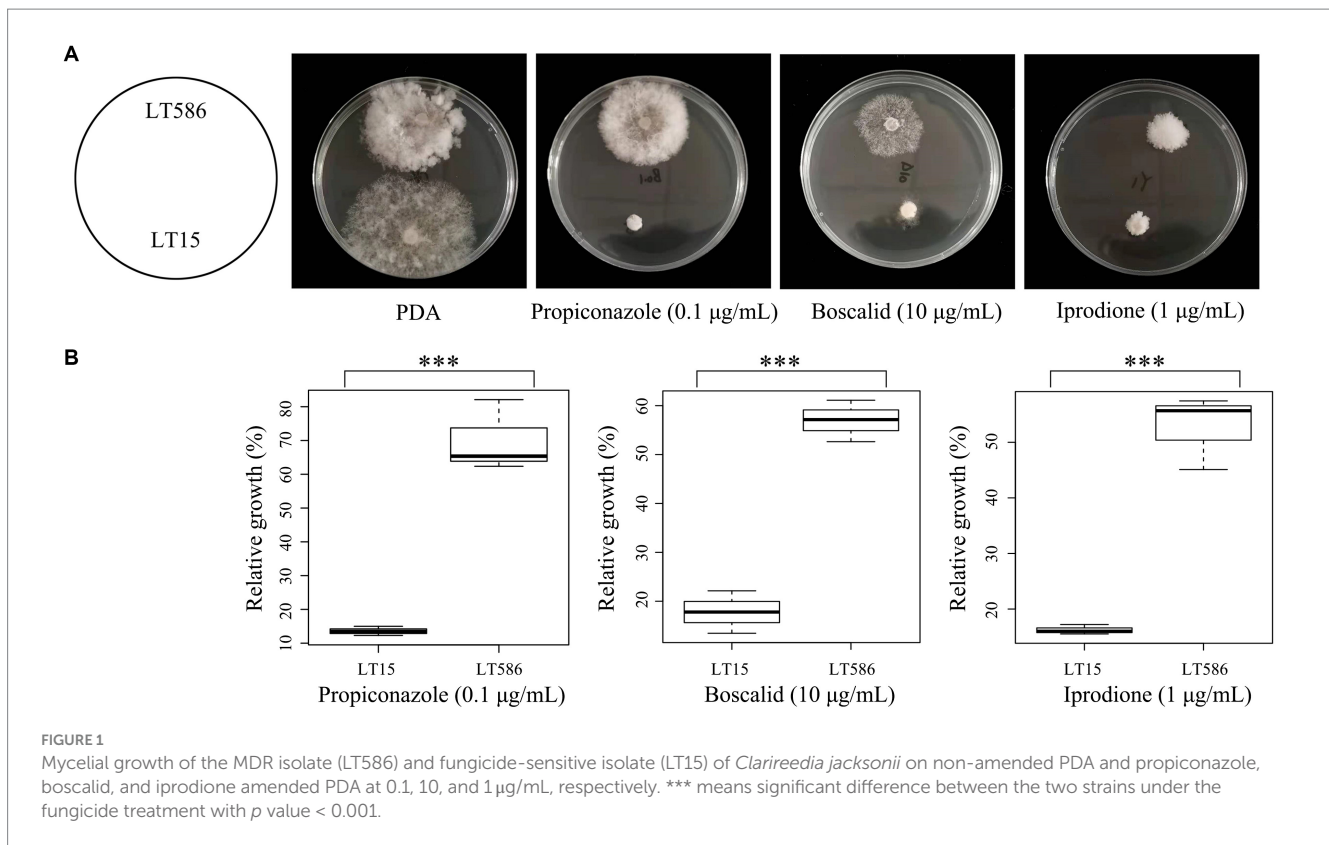 A
LT586
LT15
PDA
Propiconazole (0.1 µg/mL)
Boscalid (10 µg/mL)
Iprodione (1 µg/mL)
B
***
Relative growth (%)
80
70
60
50
40
30
20
10
LT15
LT586
Propiconazole (0.1 µg/mL)
***
Relative growth (%)
60
50
40
30
20
LT15
LT586
Boscalid (10 µg/mL)
***
Relative growth (%)
50
40
30
20
LT15
LT586
Iprodione (1 µg/mL)
FIGURE 1
Mycelial growth of the MDR isolate (LT586) and fungicide-sensitive isolate (LT15) of Clarireedia jacksonii on non-amended PDA and propiconazole,
boscalid, and iprodione amended PDA at 0.1, 10, and 1 µg/mL, respectively. *** means significant difference between the two strains under the
fungicide treatment with p value < 0.001.